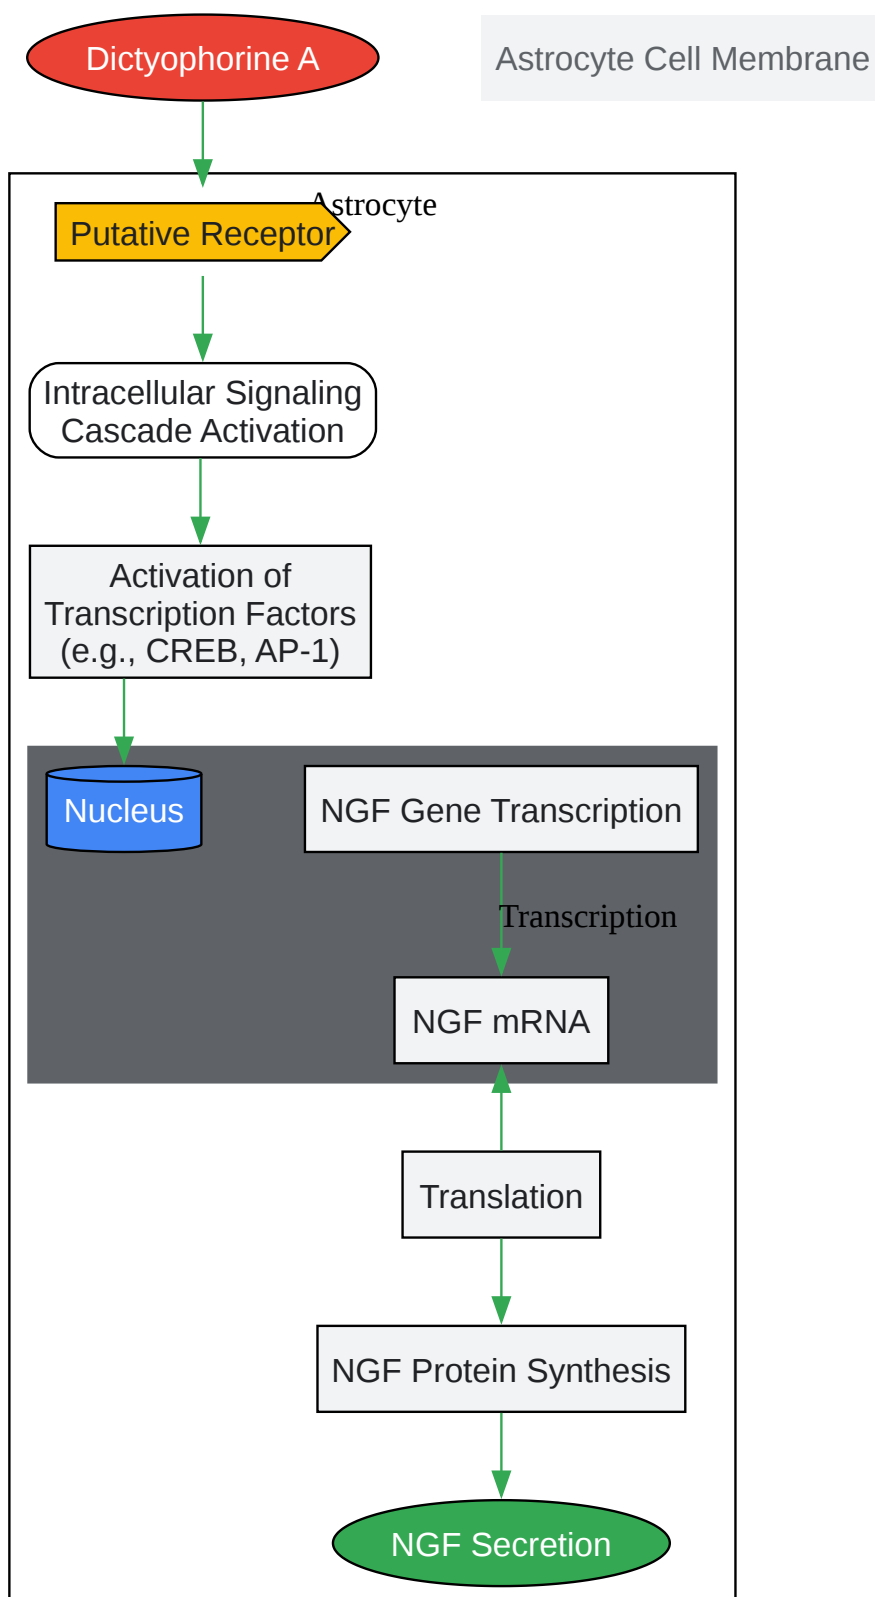 Dictyophorine A
Astrocyte Cell Membrane
Astrocyte
Putative Receptor
Intracellular Signaling
Cascade Activation
Activation of
Transcription Factors
(e.g., CREB, AP-1)
Nucleus
NGF Gene Transcription
Transcription
NGF mRNA
Translation
NGF Protein Synthesis
NGF Secretion